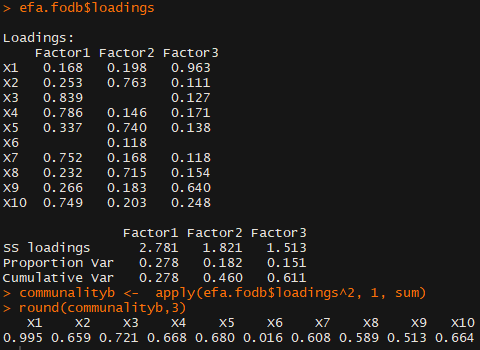 > efa.fodb$loadings
Loadings:
    Factor1 Factor2 Factor3
X1  0.168   0.198   0.963
X2  0.253   0.763   0.111
X3  0.839           0.127
X4  0.786   0.146   0.171
X5  0.337   0.740   0.138
X6          0.118
X7  0.752   0.168   0.118
X8  0.232   0.715   0.154
X9  0.266   0.183   0.640
X10 0.749   0.203   0.248
               Factor1 Factor2 Factor3
SS loadings      2.781   1.821   1.513
Proportion Var   0.278   0.182   0.151
Cumulative Var   0.278   0.460   0.611
> communalityb <-  apply(efa.fodb$loadings^2, 1, sum)
> round(communalityb,3)
   X1    X2    X3    X4    X5    X6    X7    X8    X9   X10
0.995 0.659 0.721 0.668 0.680 0.016 0.608 0.589 0.513 0.664